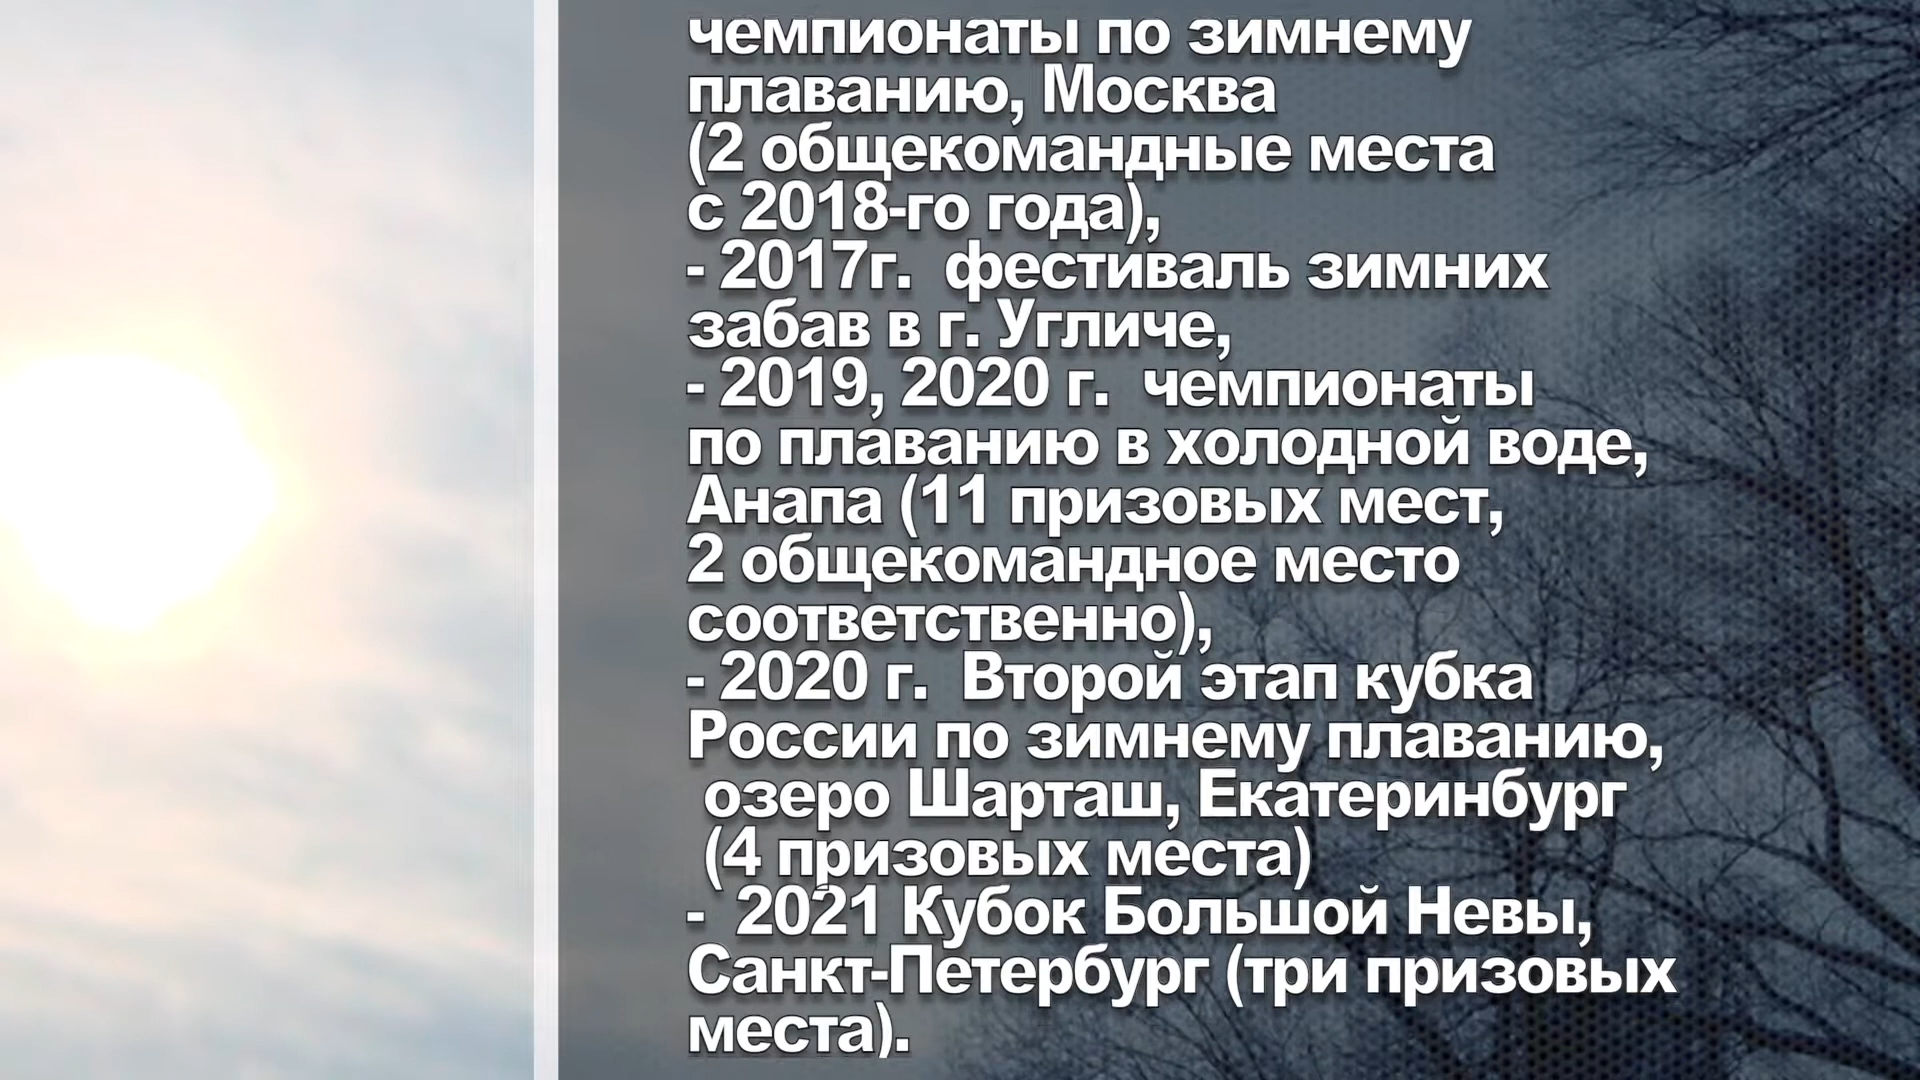 чемпионаты по зимнему
плаванию, Москва
(2 общекомандные места
с 2018-го года),
- 2017г.  фестиваль зимних
забав в г. Угличе,
- 2019, 2020 г.  чемпионаты
по плаванию в холодной воде,
Анапа (11 призовых мест,
2 общекомандное место
соответственно),
- 2020 г.  Второй этап кубка
России по зимнему плаванию,
озеро Шарташ, Екатеринбург
(4 призовых места)
-  2021 Кубок Большой Невы,
Санкт-Петербург (три призовых
места).